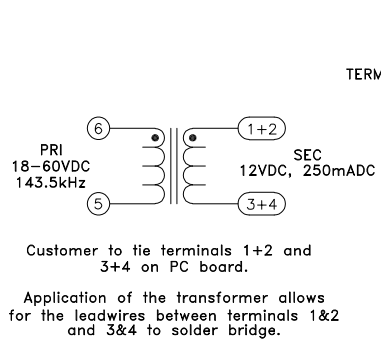 TERM
6
1+2
PRI
18-60VDC
143.5kHz
SEC
12VDC, 250mADC
5
3+4
Customer to tie terminals 1+2 and
3+4 on PC board.
Application of the transformer allows
for the leadwires between terminals 1&2
and 3&4 to solder bridge.